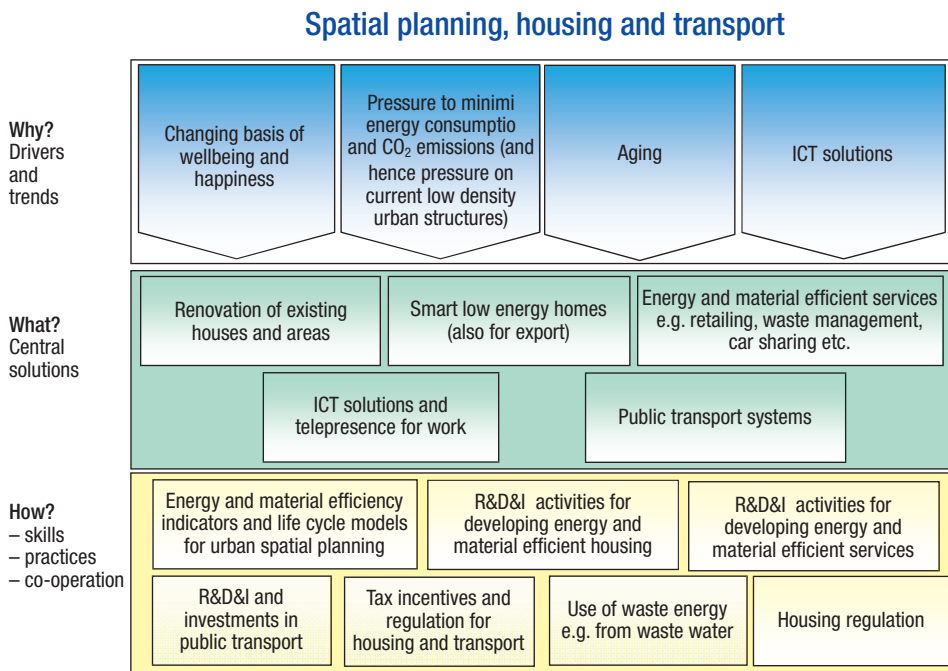 Spatial planning, housing and transport
Why?
Drivers
and
trends
Changing basis of
wellbeing and
happiness
Pressure to minimi
energy consumptio
and CO₂ emissions (and
hence pressure on
current low density
urban structures)
Aging
ICT solutions
What?
Central
solutions
Renovation of existing
houses and areas
Smart low energy homes
(also for export)
Energy and material efficient services
e.g. retailing, waste management,
car sharing etc.
ICT solutions and
telepresence for work
Public transport systems
How?
– skills
– practices
– co-operation
Energy and material efficiency
indicators and life cycle models
for urban spatial planning
R&D&I activities for
developing energy and
material efficient housing
R&D&I activities for
developing energy and
material efficient services
R&D&I and
investments in
public transport
Tax incentives and
regulation for
housing and transport
Use of waste energy
e.g. from waste water
Housing regulation